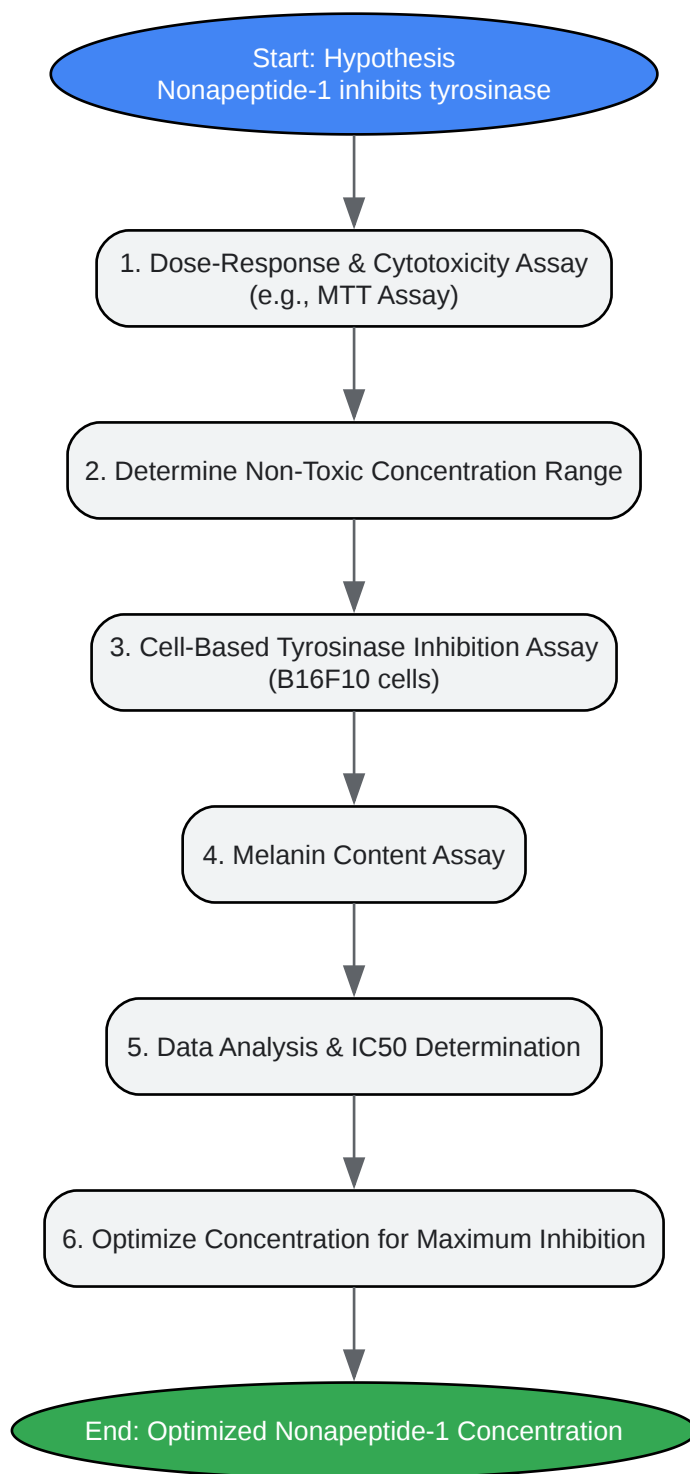 Start: Hypothesis
Nonapeptide-1 inhibits tyrosinase
1. Dose-Response & Cytotoxicity Assay
(e.g., MTT Assay)
2. Determine Non-Toxic Concentration Range
3. Cell-Based Tyrosinase Inhibition Assay
(B16F10 cells)
4. Melanin Content Assay
5. Data Analysis & IC50 Determination
6. Optimize Concentration for Maximum Inhibition
End: Optimized Nonapeptide-1 Concentration